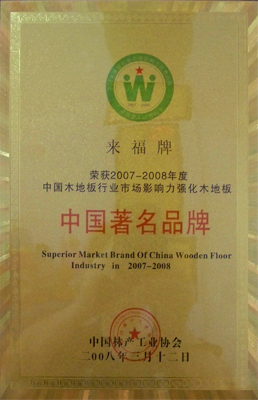 来福牌
荣获2007-2008年度
中国木地板行业市场影响力强化木地板
中国著名品牌
Superior Market Brand Of China Wooden Floor
Industry in 2007-2008
中国林产工业协会
二00八年三月十二日